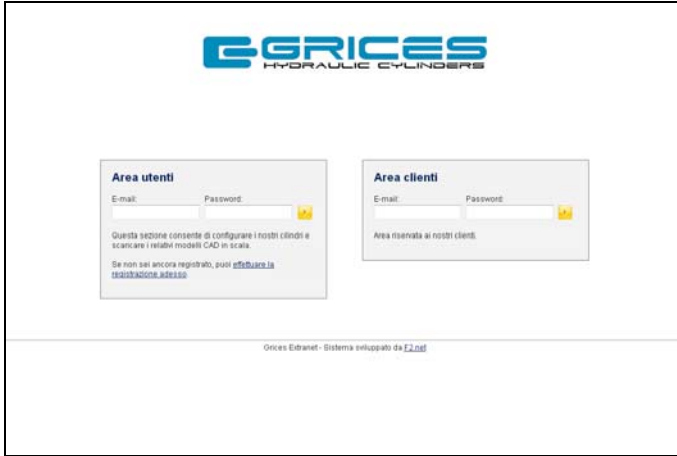 GRICES
HYDRAULIC CYLINDERS
Area utenti
E-mail:
Password:
Questa sezione consente di configurare i nostri cilindri e
scaricare i relativi modelli CAD in scala.
Se non sei ancora registrato, puoi effettuare la
registrazione adesso
Area clienti
E-mail:
Password:
Area riservata ai nostri clienti.
Grices Extranet - Sistema sviluppato da F2.net